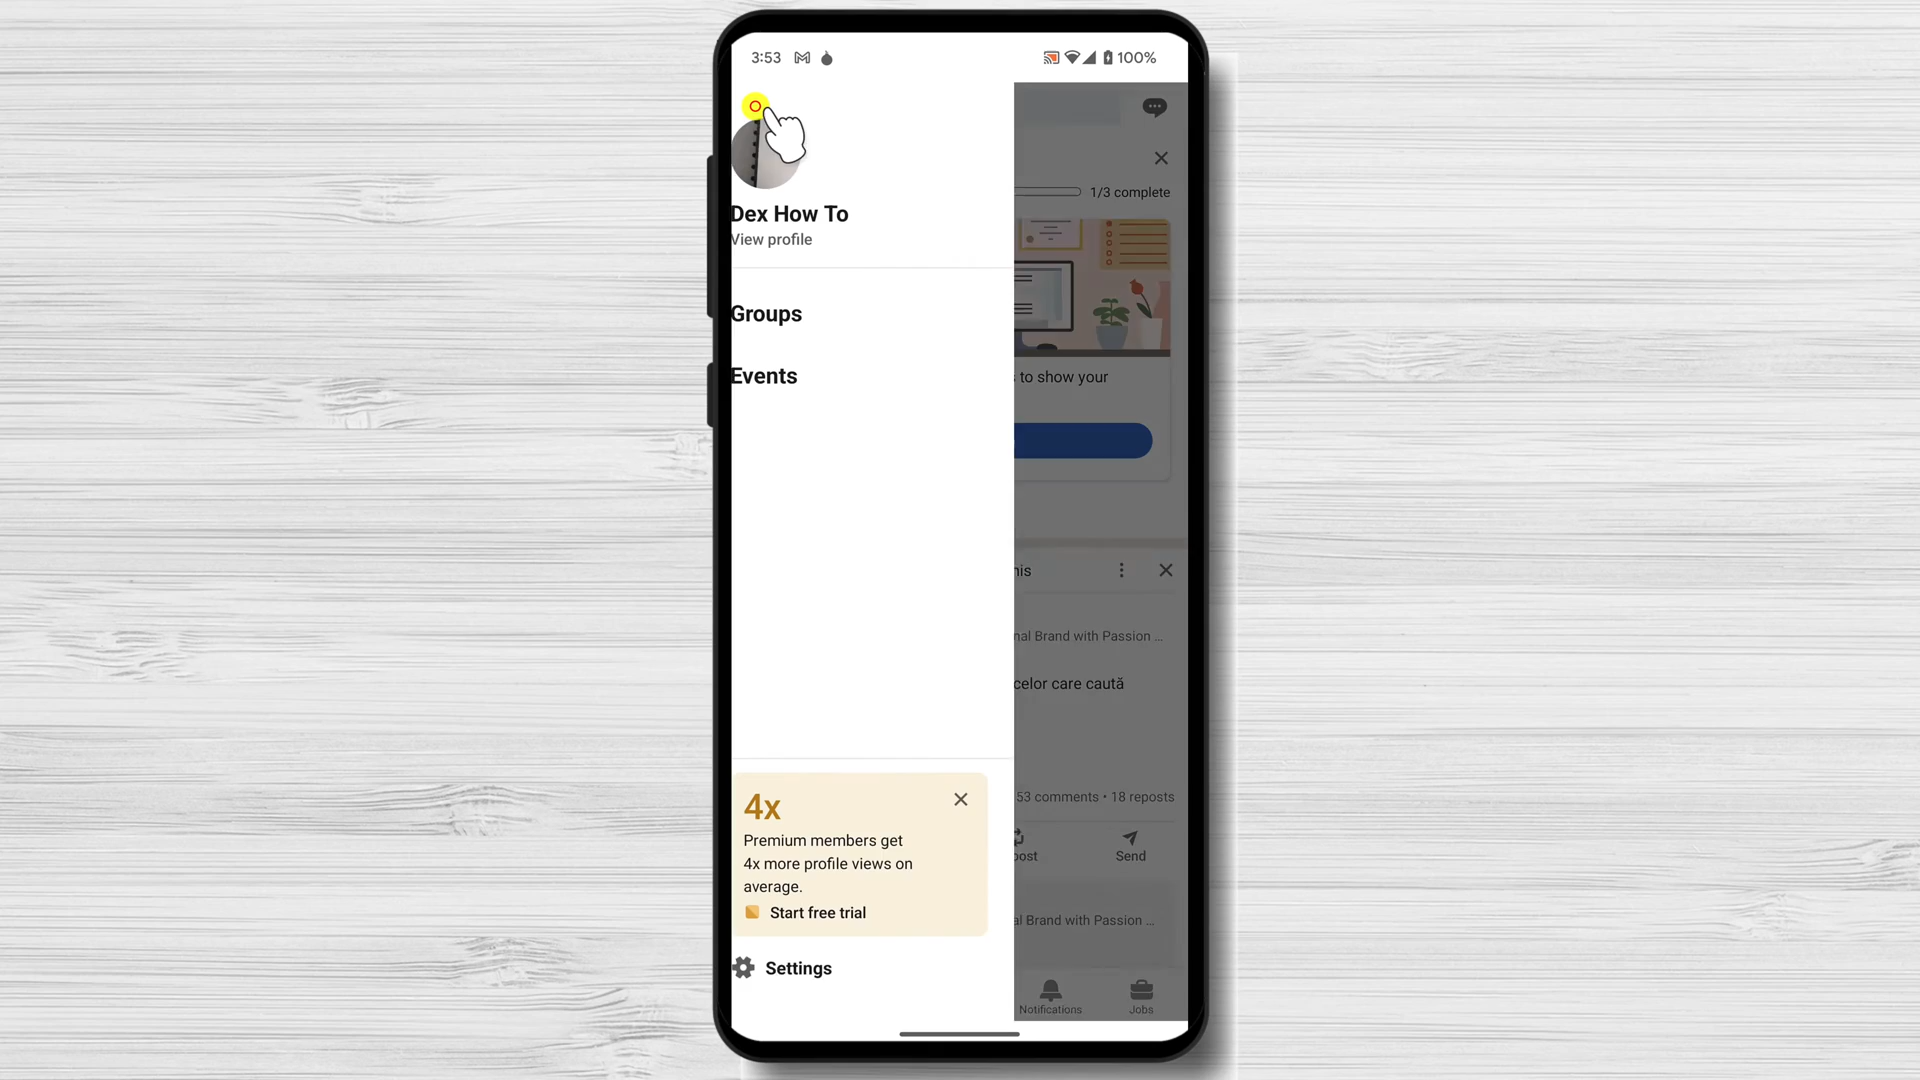 3:53
100%
1/3 complete
Dex How To
View profile
Groups
Events
to show your
nal Brand with Passion ...
celor care caută
53 comments • 18 reposts
Send
al Brand with Passion ...
4x
Premium members get
4x more profile views on
average.
Start free trial
Settings
Notifications
Jobs